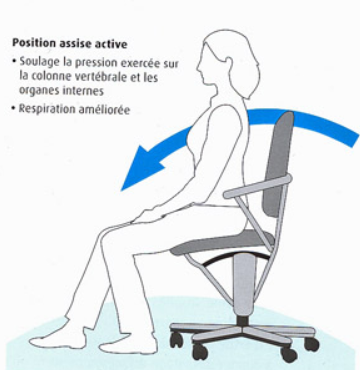 Position assise active
• Soulage la pression exercée sur
la colonne vertébrale et les
organes internes
• Respiration améliorée